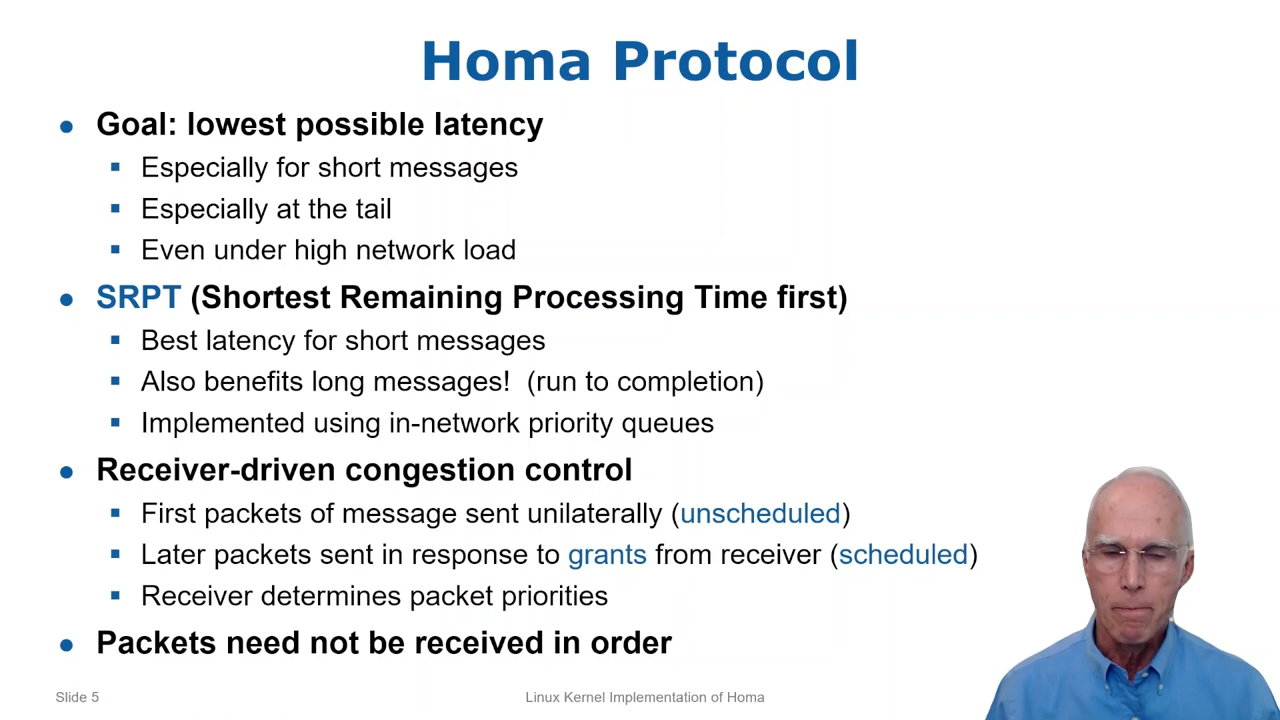 Homa Protocol
● Goal: lowest possible latency
▪ Especially for short messages
▪ Especially at the tail
▪ Even under high network load
● SRPT (Shortest Remaining Processing Time first)
▪ Best latency for short messages
▪ Also benefits long messages!  (run to completion)
▪ Implemented using in-network priority queues
● Receiver-driven congestion control
▪ First packets of message sent unilaterally (unscheduled)
▪ Later packets sent in response to grants from receiver (scheduled)
▪ Receiver determines packet priorities
● Packets need not be received in order
Slide 5
Linux Kernel Implementation of Homa